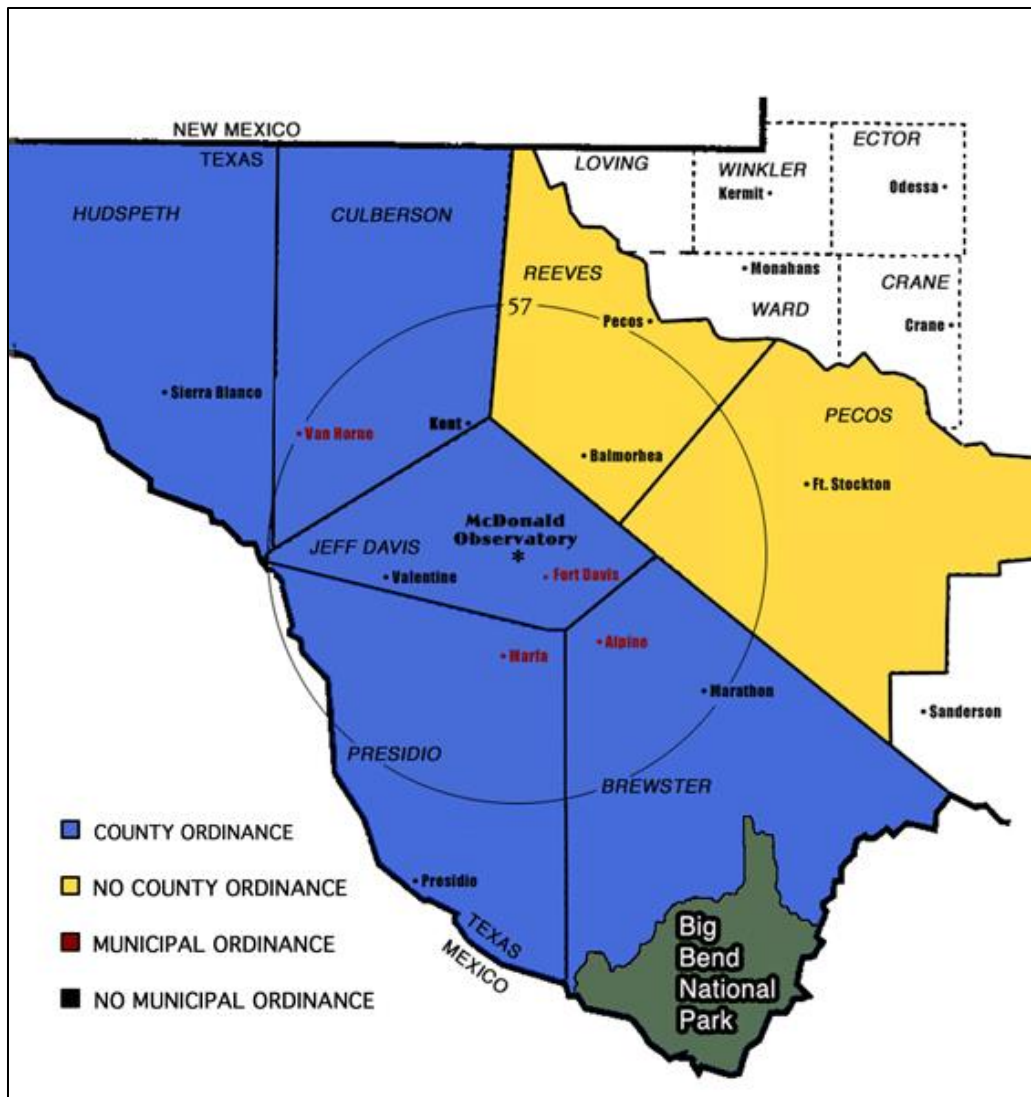 NEW MEXICO
TEXAS
HUDSPETH
CULBERSON
LOVING
WINKLER
Kermit
ECTOR
Odessa
REEVES
Monahans
WARD
CRANE
Crane
57
Pecos
Sierra Blanco
Van Horne
Kent
Balmorhea
PECOS
Ft. Stockton
McDonald
Observatory
*
JEFF DAVIS
Valentine
Fort Davis
Marfa
Alpine
Marathon
Sanderson
PRESIDIO
BREWSTER
COUNTY ORDINANCE
NO COUNTY ORDINANCE
MUNICIPAL ORDINANCE
NO MUNICIPAL ORDINANCE
Presidio
TEXAS
MEXICO
Big
Bend
National
Park